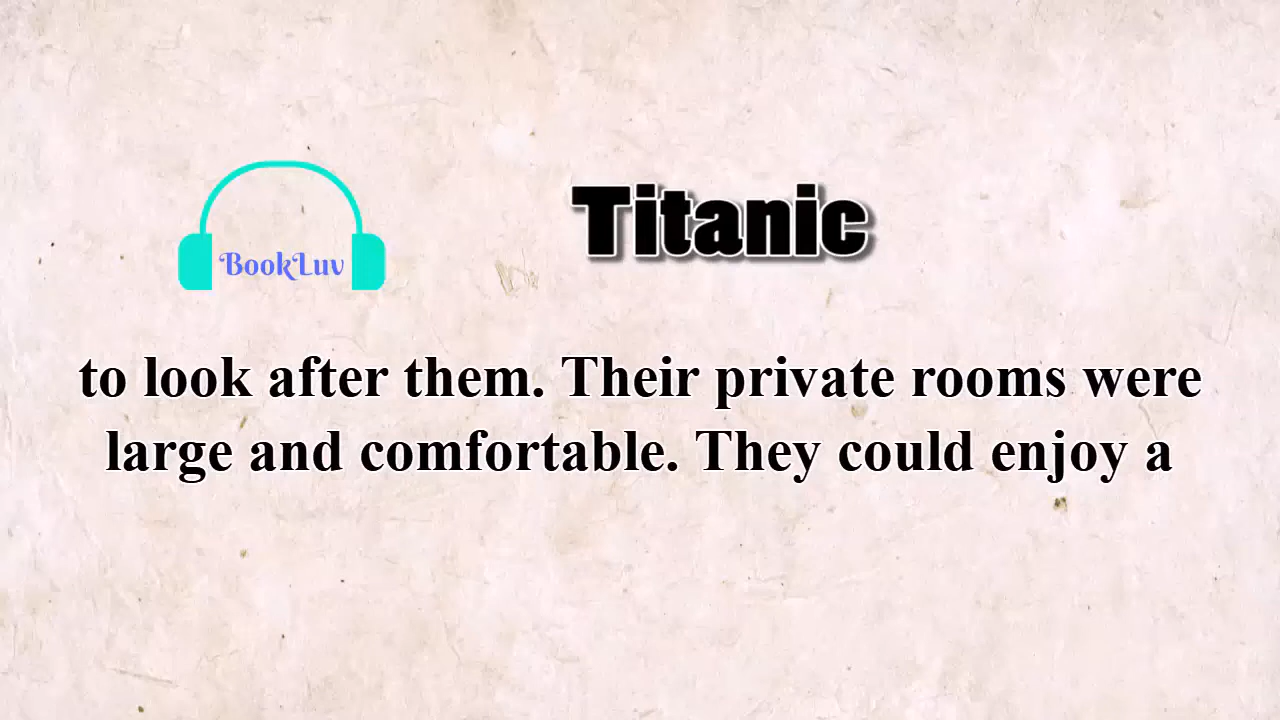 Titanic
BookLuv
to look after them. Their private rooms were
large and comfortable. They could enjoy a